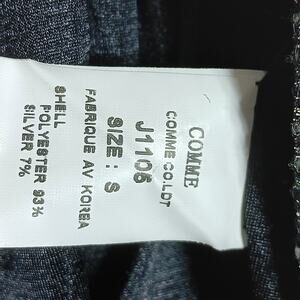 COMME
COMME CO.LDT
J1106
SIZE : S
FABRIQUE AV KOREA
SHELL
POLYESTER 93%
SILVER 7%